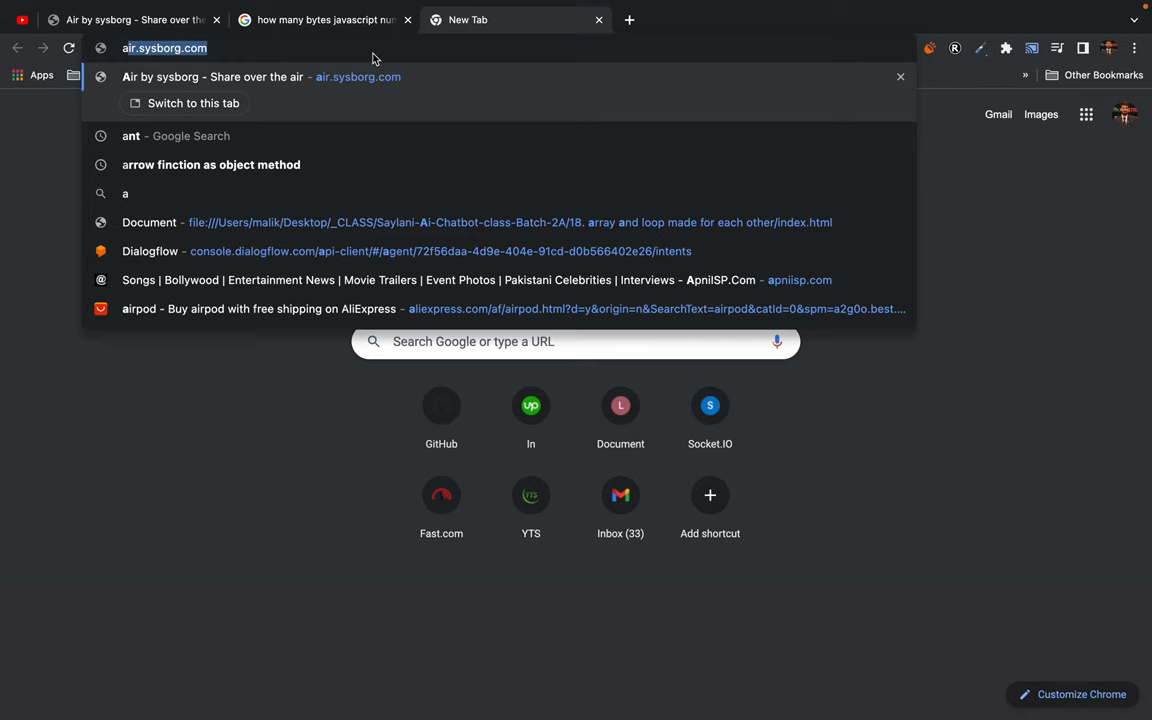 Air by sysborg - Share over the
how many bytes javascript nun
New Tab
air.sysborg.com
Apps
Other Bookmarks
Air by sysborg - Share over the air - air.sysborg.com
Switch to this tab
Gmail
Images
ant - Google Search
arrow finction as object method
a
Document - file:///Users/malik/Desktop/_CLASS/Saylani-Ai-Chatbot-class-Batch-2A/18. array and loop made for each other/index.html
Dialogflow - console.dialogflow.com/api-client/#/agent/72f56daa-4d9e-404e-91cd-d0b566402e26/intents
Songs | Bollywood | Entertainment News | Movie Trailers | Event Photos | Pakistani Celebrities | Interviews - ApniISP.Com - apniisp.com
airpod - Buy airpod with free shipping on AliExpress - aliexpress.com/af/airpod.html?d=y&origin=n&SearchText=airpod&catId=0&spm=a2g0o.best....
Search Google or type a URL
GitHub
In
Document
Socket.IO
Fast.com
YTS
Inbox (33)
Add shortcut
Customize Chrome